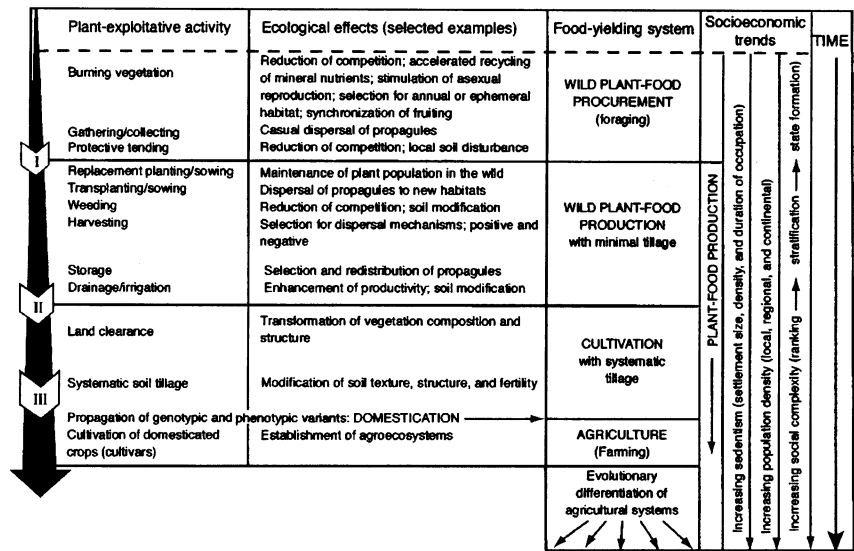 Plant-exploitative activity
Ecological effects (selected examples)
Food-yielding system
Socioeconomic
trends
TIME
Burning vegetation
Reduction of competition; accelerated recycling
of mineral nutrients; stimulation of asexual
reproduction; selection for annual or ephemeral
habitat; synchronization of fruiting
WILD PLANT-FOOD
PROCUREMENT
(foraging)
Gathering/collecting
Casual dispersal of propagules
Protective tending
Reduction of competition; local soil disturbance
I
Replacement planting/sowing
Maintenance of plant population in the wild
Transplanting/sowing
Dispersal of propagules to new habitats
Weeding
Reduction of competition; soil modification
Harvesting
Selection for dispersal mechanisms; positive and
negative
WILD PLANT-FOOD
PRODUCTION
with minimal tillage
Storage
Selection and redistribution of propagules
Drainage/irrigation
Enhancement of productivity; soil modification
II
Land clearance
Transformation of vegetation composition and
structure
CULTIVATION
with systematic
tillage
Systematic soil tillage
Modification of soil texture, structure, and fertility
III
Propagation of genotypic and phenotypic variants: DOMESTICATION
Cultivation of domesticated
crops (cultivars)
Establishment of agroecosystems
AGRICULTURE
(Farming)
Evolutionary
differentiation of
agricultural systems
PLANT-FOOD PRODUCTION
Increasing sedentism (settlement size, density, and duration of occupation)
Increasing population density (local, regional, and continental)
Incrreasing social complexity (ranking → stratification → state formation)